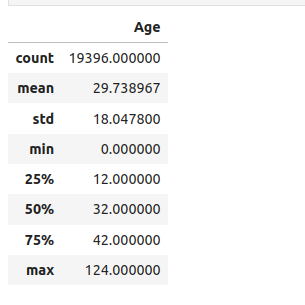 Age
count 19396.000000
mean 29.738967
std 18.047800
min 0.000000
25% 12.000000
50% 32.000000
75% 42.000000
max 124.000000